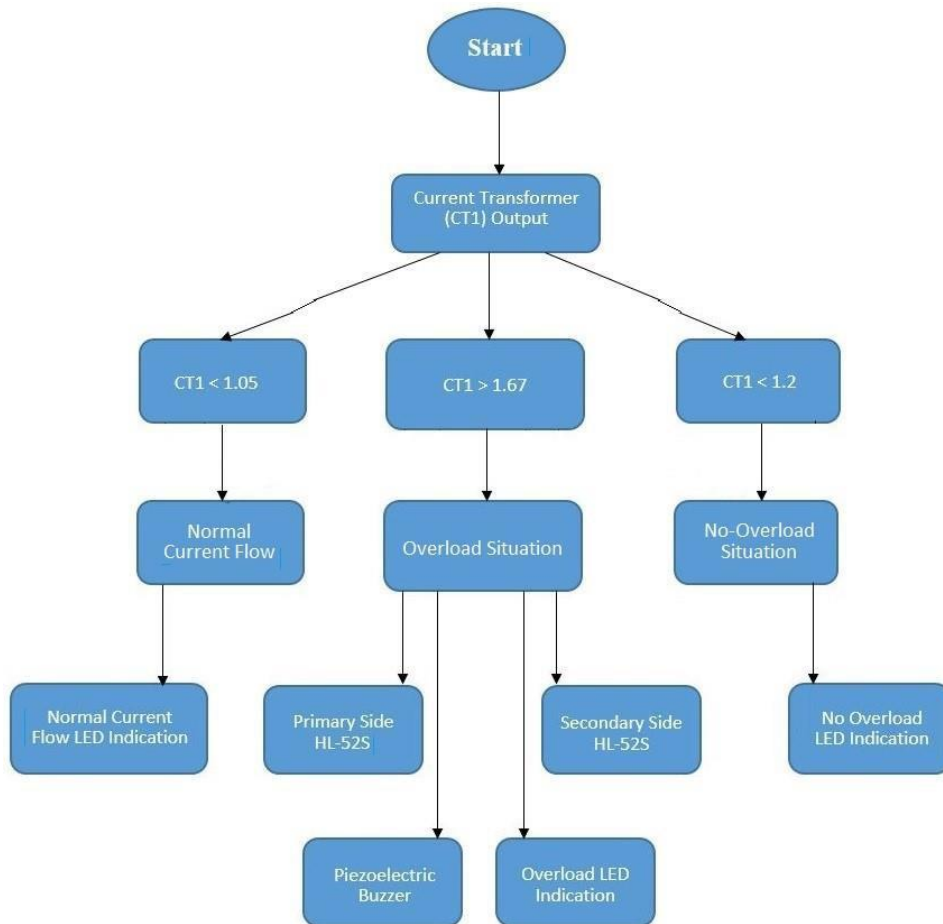 Start
Current Transformer
(CT1) Output
CT1 < 1.05
CT1 > 1.67
CT1 < 1.2
Normal
Current Flow
Overload Situation
No-Overload
Situation
Normal Current
Flow LED Indication
Primary Side
HL-52S
Secondary Side
HL-52S
No Overload
LED Indication
Piezoelectric
Buzzer
Overload LED
Indication